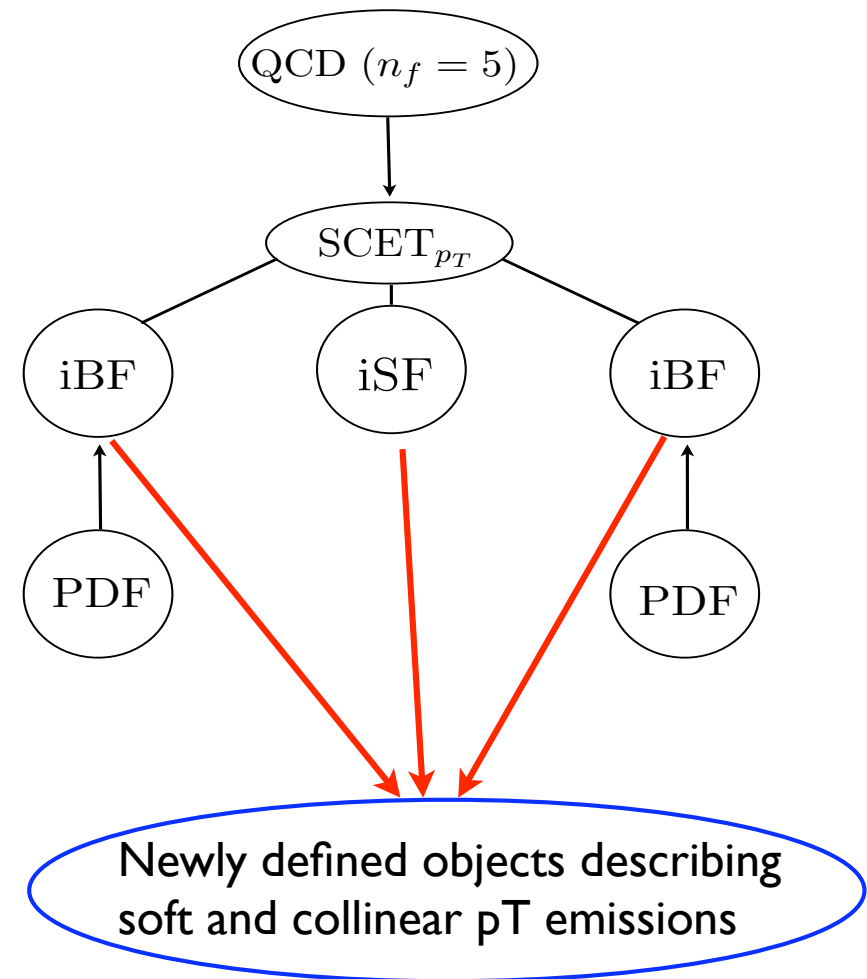 QCD (n_f = 5)
SCET_{p_T}
iBF iSF iBF
PDF PDF
Newly defined objects describing
soft and collinear pT emissions